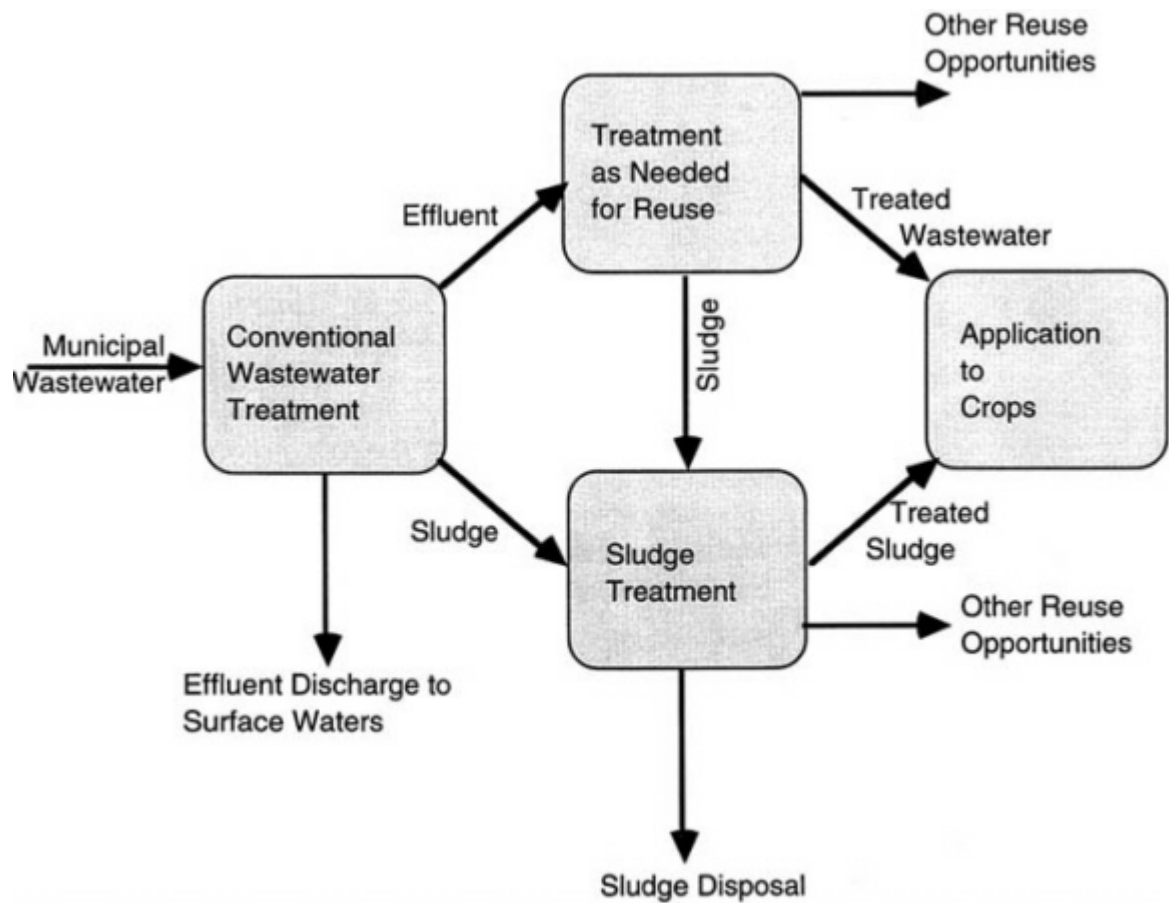 Other Reuse
Opportunities
Treatment
as Needed
for Reuse
Effluent
Treated
Wastewater
Municipal
Wastewater
Conventional
Wastewater
Treatment
Sludge
Application
to
Crops
Sludge
Sludge
Treatment
Treated
Sludge
Other Reuse
Opportunities
Effluent Discharge to
Surface Waters
Sludge Disposal